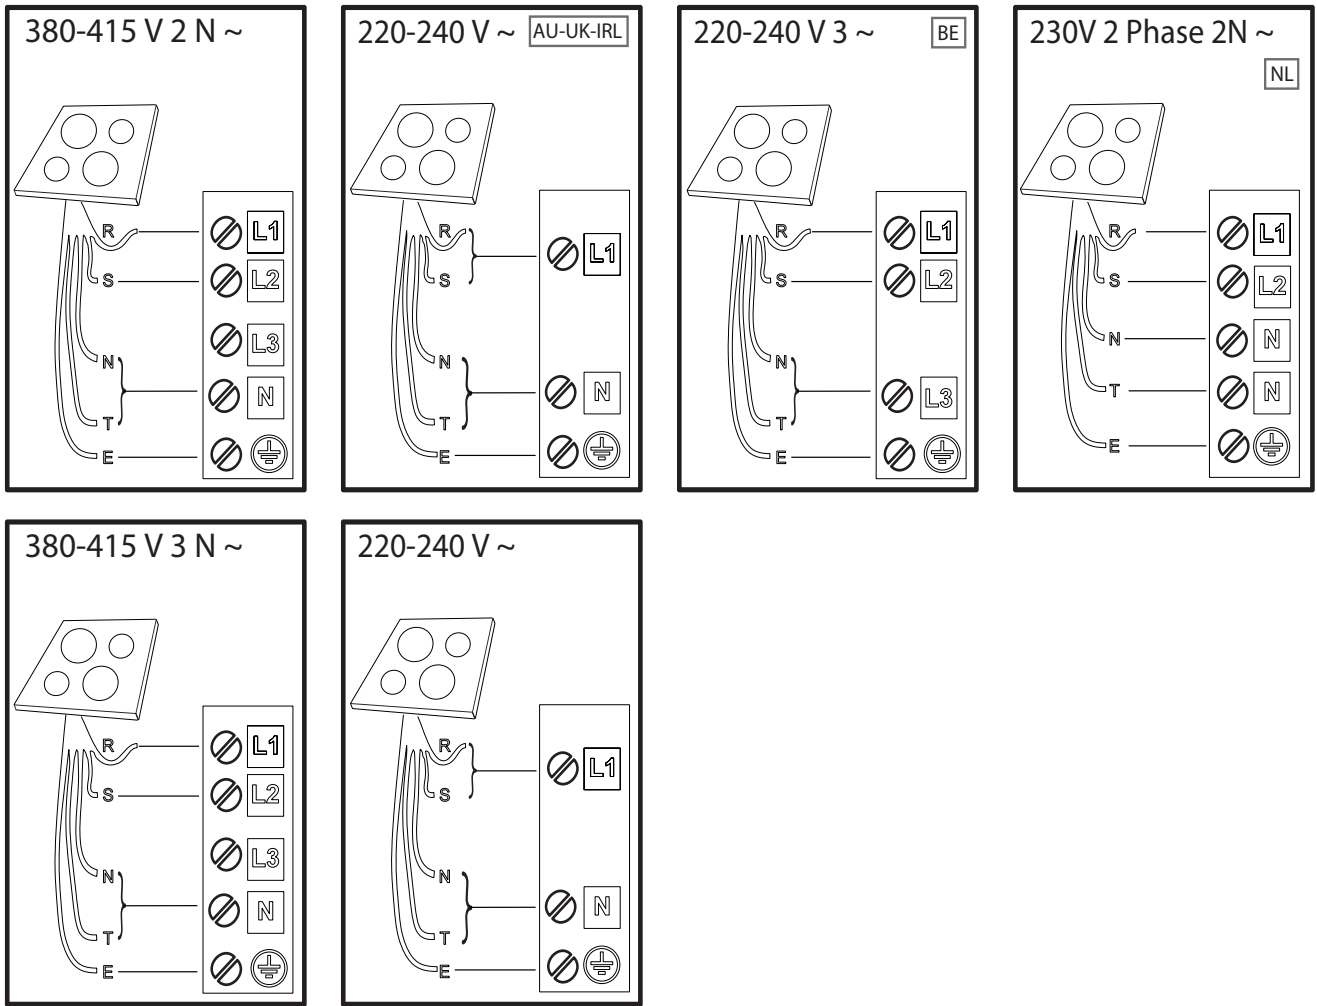 380-415 V 2 N ~
R
L1
S
L2
L3
N
N
T
E
220-240 V ~ AU-UK-IRL
R
L1
S
N
N
T
E
220-240 V 3 ~ BE
R
L1
S
L2
N
L3
T
E
230V 2 Phase 2N ~
NL
R
L1
S
L2
N
N
T
N
E
380-415 V 3 N ~
R
L1
S
L2
L3
N
N
T
E
220-240 V ~
R
L1
S
N
N
T
E